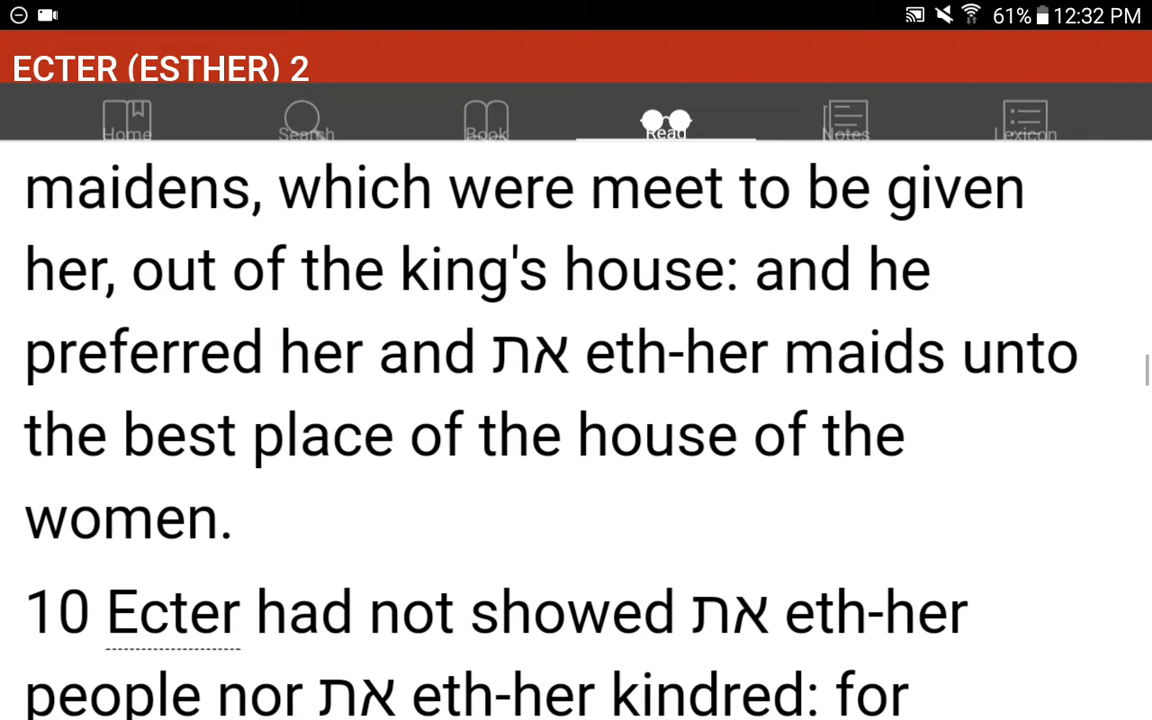 61% 12:32 PM
ECTER (ESTHER) 2
Home Search Book Read Notes Lexicon
maidens, which were meet to be given
her, out of the king's house: and he
preferred her and את eth-her maids unto
the best place of the house of the
women.
10 Ecter had not showed את eth-her
people nor את eth-her kindred: for